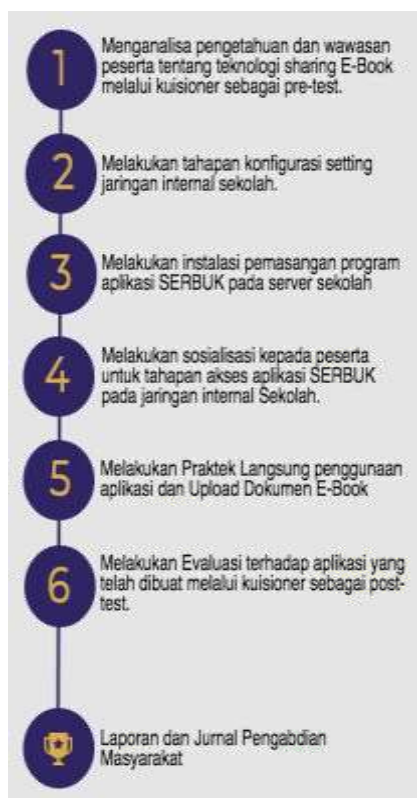 1
Menganalisa pengetahuan dan wawasan
peserta tentang teknologi sharing E-Book
melalui kuisioner sebagai pre-test.
2
Melakukan tahapan konfigurasi setting
jaringan internal sekolah.
3
Melakukan instalasi pemasangan program
aplikasi SERBUK pada server sekolah
4
Melakukan sosialisasi kepada peserta
untuk tahapan akses aplikasi SERBUK
pada jaringan internal Sekolah.
5
Melakukan Praktek Langsung penggunaan
aplikasi dan Upload Dokumen E-Book
6
Melakukan Evaluasi terhadap aplikasi yang
telah dibuat melalui kuisioner sebagai post-
test.
Laporan dan Jurnal Pengabdian
Masyarakat